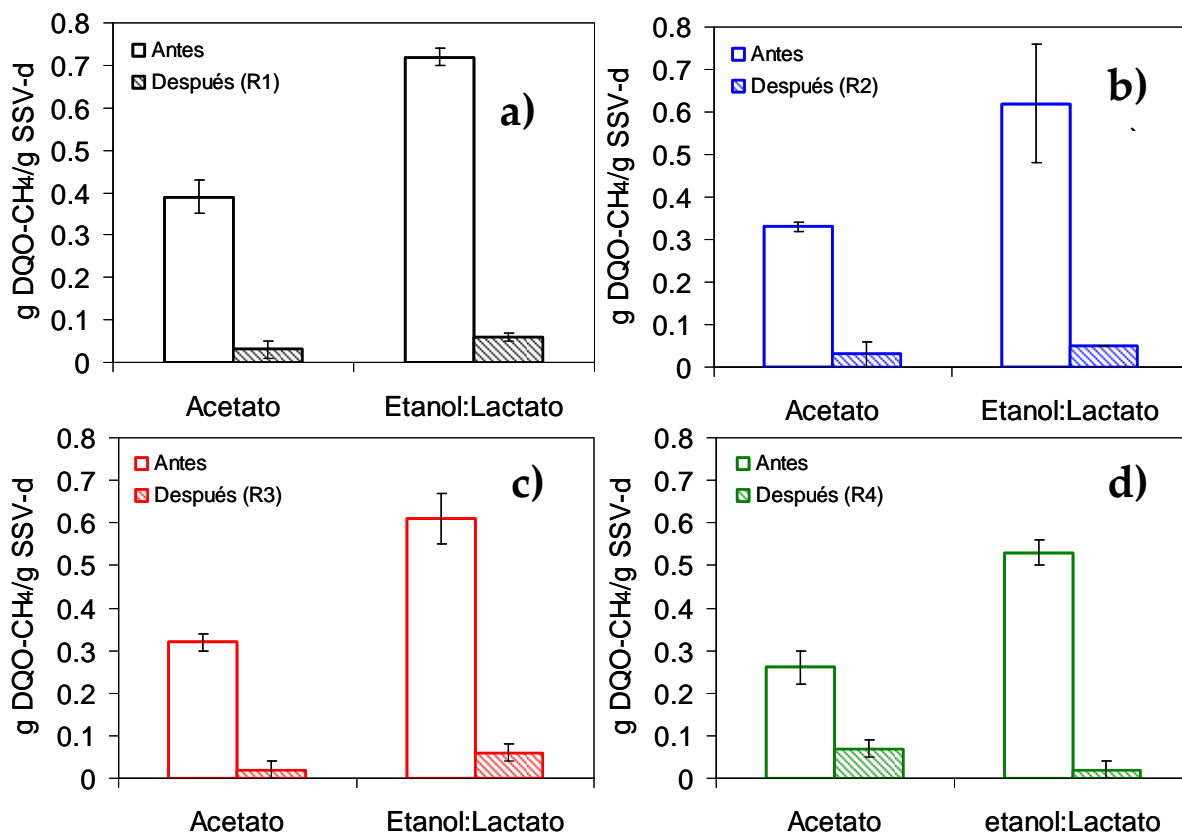 g DQO-CH4/g SSV-d
0.8
0.7
0.6
0.5
0.4
0.3
0.2
0.1
0
Antes
Después (R1)
a)
Acetato Etanol:Lactato
g DQO-CH4/g SSV-d
0.8
0.7
0.6
0.5
0.4
0.3
0.2
0.1
0
Antes
Después (R2)
b)
Acetato Etanol:Lactato
g DQO-CH4/g SSV-d
0.8
0.7
0.6
0.5
0.4
0.3
0.2
0.1
0
Antes
Después (R3)
c)
Acetato Etanol:Lactato
g DQO-CH4/g SSV-d
0.8
0.7
0.6
0.5
0.4
0.3
0.2
0.1
0
Antes
Después (R4)
d)
Acetato etanol:Lactato